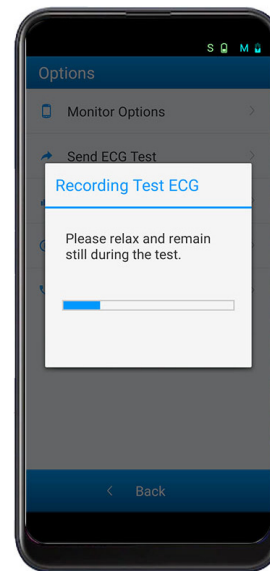 S M
Options
Monitor Options
Send ECG Test
Recording Test ECG
Please relax and remain
still during the test.
< Back